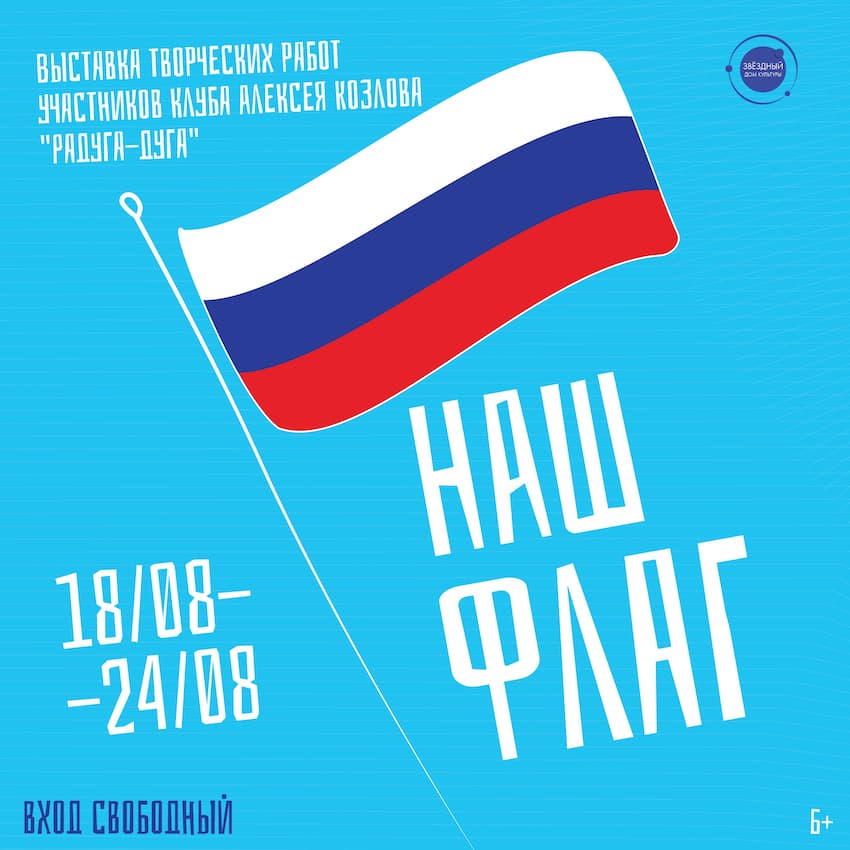 ВЫСТАВКА ТВОРЧЕСКИХ РАБОТ
УЧАСТНИКОВ КЛУБА АЛЕКСЕЯ КОЗЛОВА
"РАДУГА-ДУГА"
ЗВЁЗДНЫЙ
ДОМ КУЛЬТУРЫ
НАШ
ФЛАГ
18/08–
–24/08
ВХОД СВОБОДНЫЙ
6+